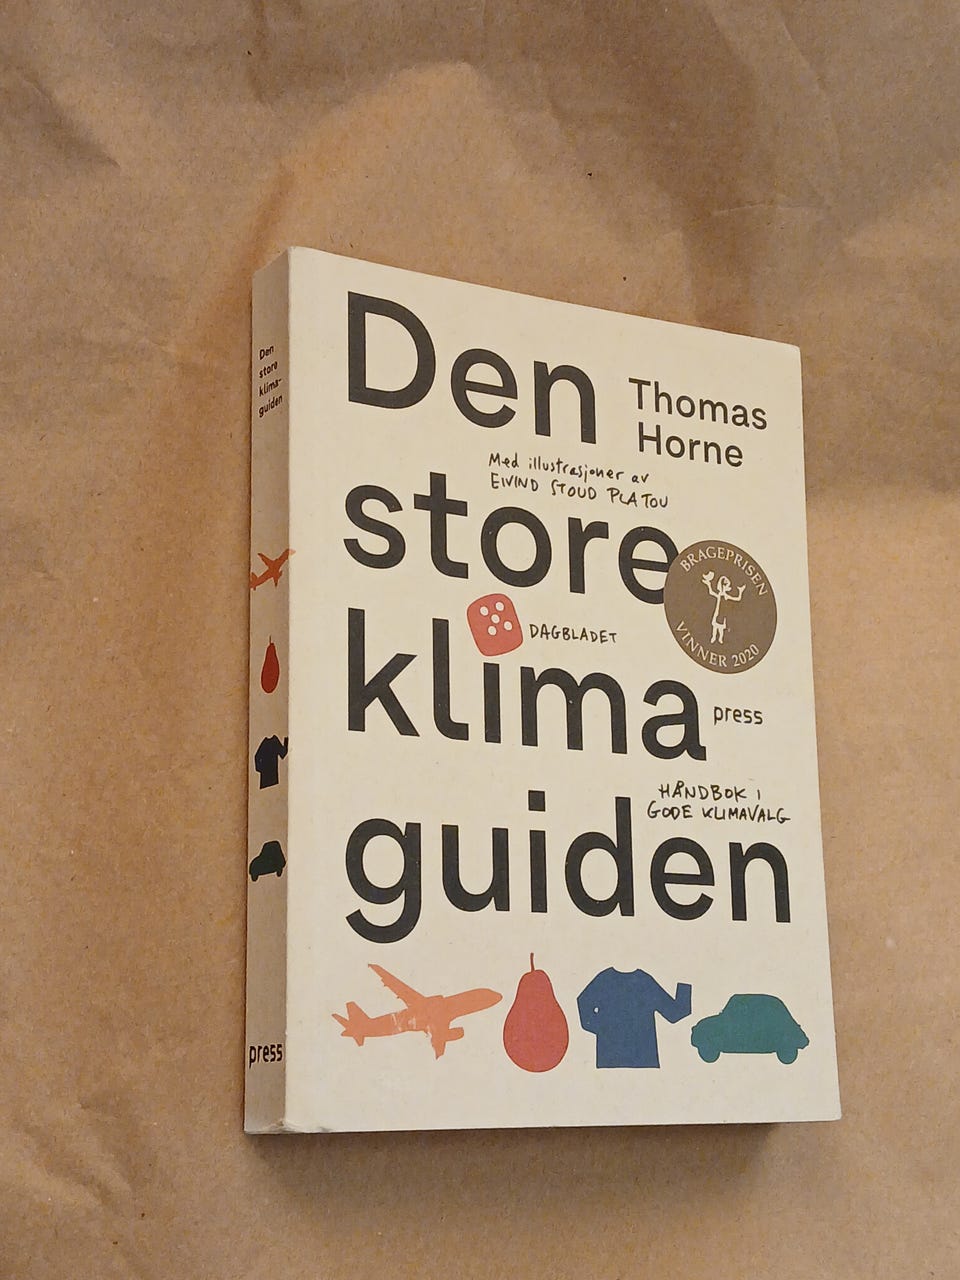 Den
store
klima-
guiden
press
Den
Thomas
Horne
Med illustrasjoner av
EIVIND STOUD PLATOU
store
BRAGEPRISEN
VINNER 2020
DAGBLADET
klima
press
HÅNDBOK I
GODE KLIMAVALG
guiden